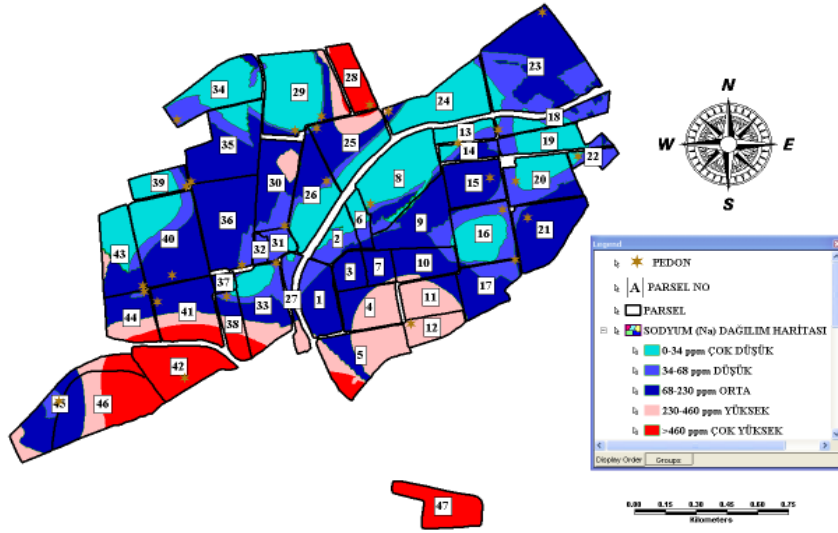 28
23
34
29
24
18
25
13
35
14
19
22
8
15
30
26
20
39
6
36
9
21
40
31
2
16
43
32
10
3
7
37
33
27
1
17
4
11
44
41
38
12
5
42
45
46
47
N
W
E
S
Legend
PEDON
A PARSEL NO
PARSEL
SODYUM (Na) DAĞILIM HARİTASI
0-34 ppm ÇOK DÜŞÜK
34-68 ppm DÜŞÜK
68-230 ppm ORTA
230-460 ppm YÜKSEK
>460 ppm ÇOK YÜKSEK
Display Order Groups
0.00 0.15 0.30 0.45 0.60 0.75
Kilometers